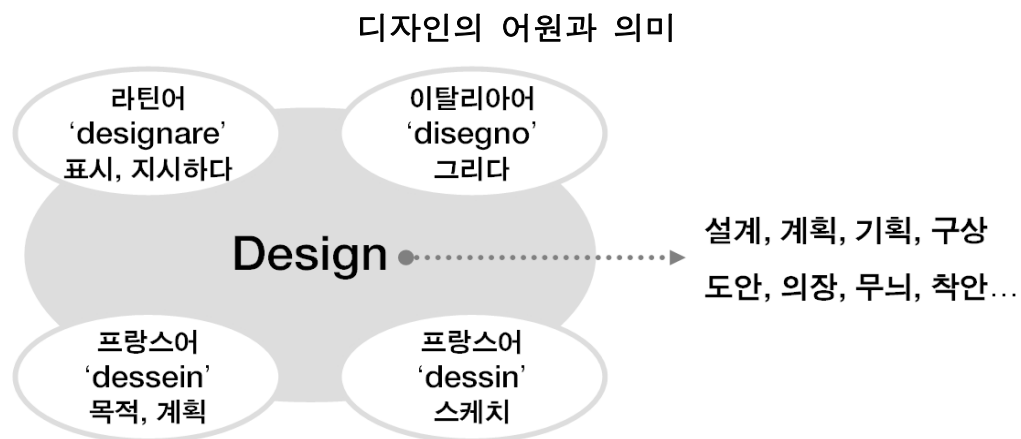 디자인의 어원과 의미
라틴어
‘designare’
표시, 지시하다
이탈리아어
‘disegno’
그리다
Design
설계, 계획, 기획, 구상
도안, 의장, 무늬, 착안…
프랑스어
‘dessein’
목적, 계획
프랑스어
‘dessin’
스케치